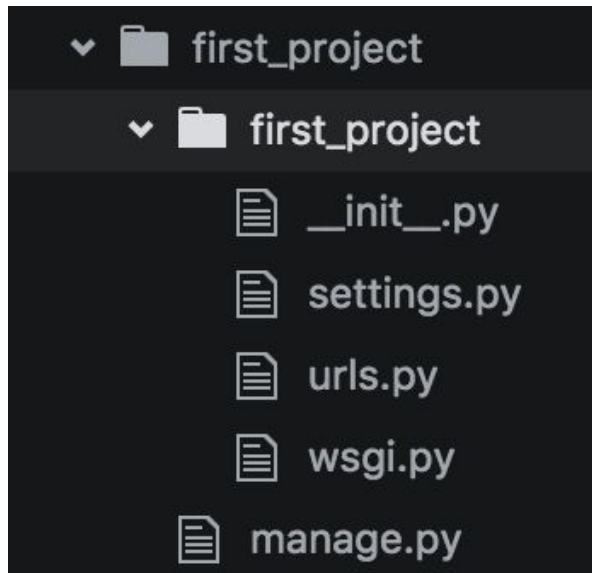 first_project
first_project
__init__.py
settings.py
urls.py
wsgi.py
manage.py